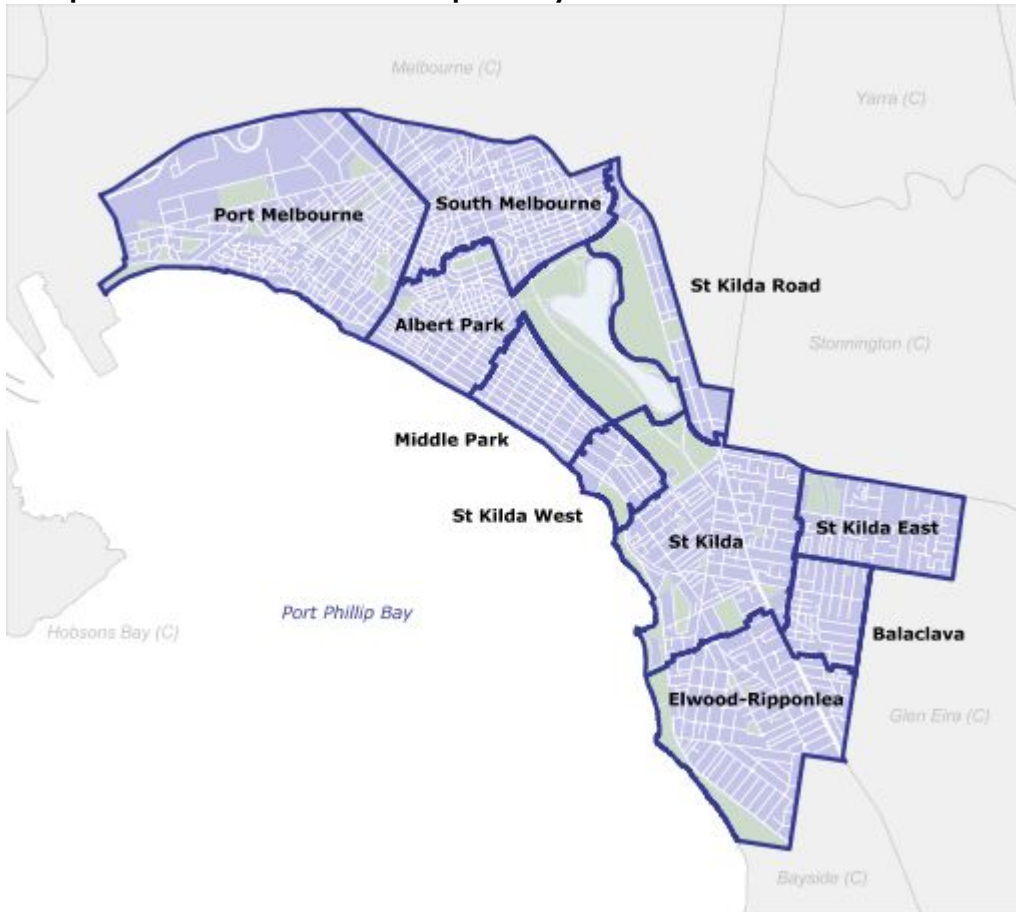 Melbourne (C)
Yarra (C)
Port Melbourne
South Melbourne
St Kilda Road
Albert Park
Stonnington (C)
Middle Park
St Kilda West
St Kilda East
St Kilda
Port Phillip Bay
Hobsons Bay (C)
Balaclava
Elwood-Ripponlea
Glen Eira (C)
Bayside (C)